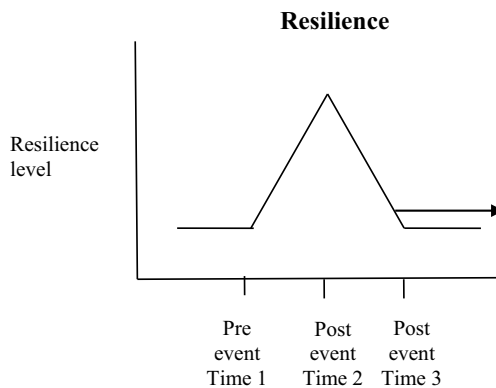 Resilience
Resilience
level
Pre
event
Time 1
Post
event
Time 2
Post
event
Time 3